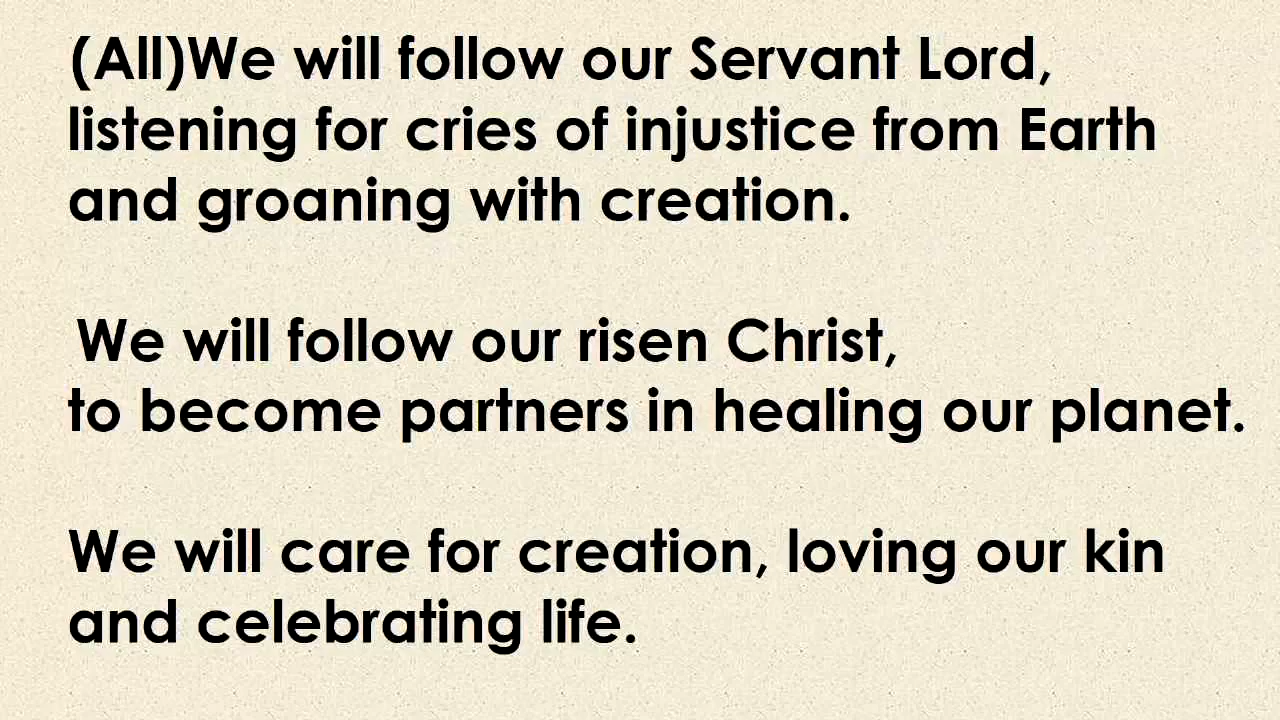 (All)We will follow our Servant Lord,
listening for cries of injustice from Earth
and groaning with creation.
We will follow our risen Christ,
to become partners in healing our planet.
We will care for creation, loving our kin
and celebrating life.